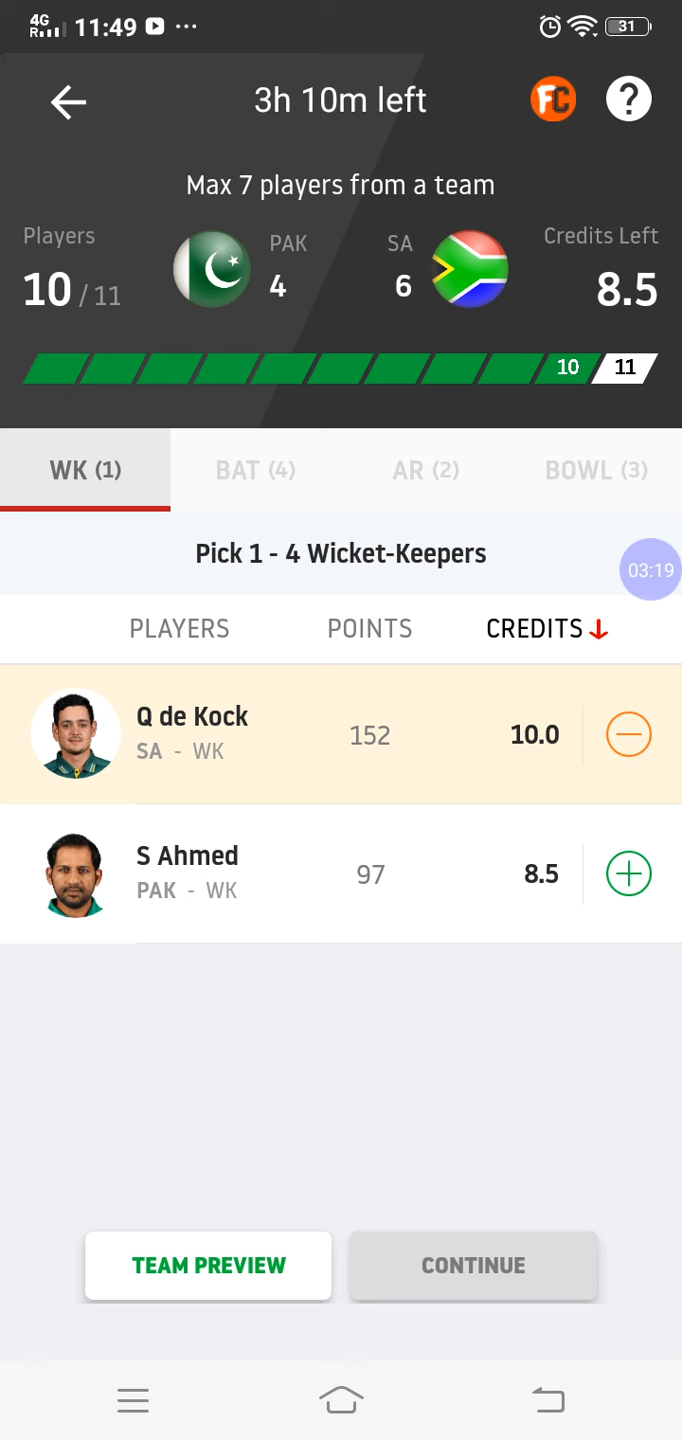 4G
R
11:49
31
3h 10m left
FC
?
Max 7 players from a team
Players
PAK
SA
Credits Left
10 / 11
4
6
8.5
10
11
WK (1)
BAT (4)
AR (2)
BOWL (3)
Pick 1 - 4 Wicket-Keepers
03:19
PLAYERS
POINTS
CREDITS
Q de Kock
SA - WK
152
10.0
S Ahmed
PAK - WK
97
8.5
TEAM PREVIEW
CONTINUE